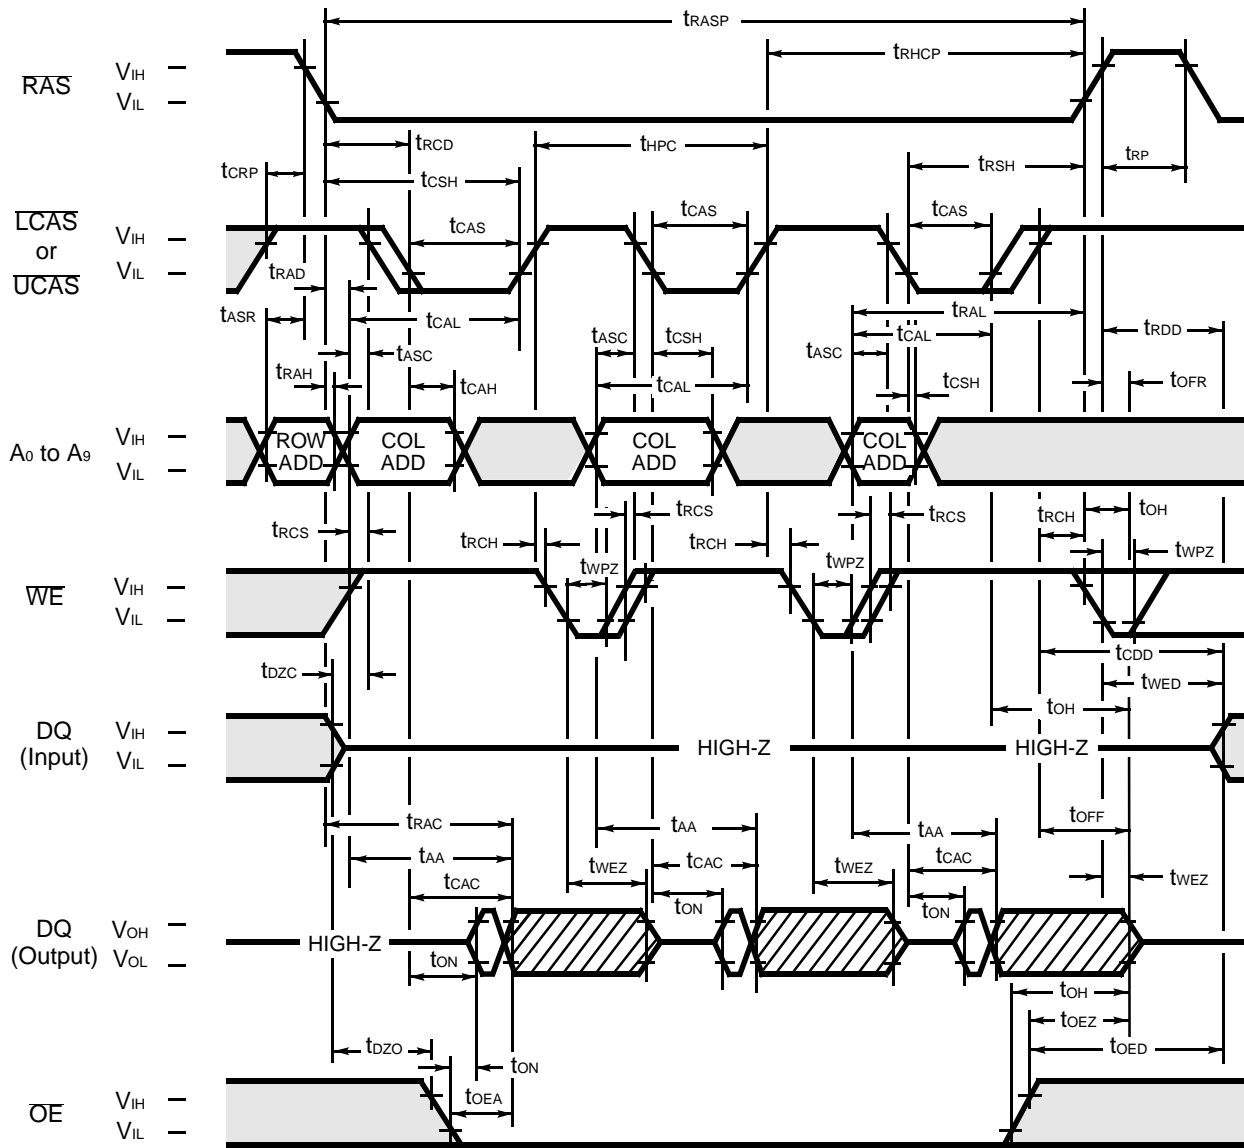 tRASP
tRHCP
RAS VIH
VIL
tRCD tHPC tRSH tRP
tCRP tCSH
LCAS
or
UCAS
VIH
VIL
tCAS tCAS tCAS
tRAD
tASR tCAL tRAL tRDD
tASC tASC tCSH tASC tCAL
tRAH tCAH tCAL tCSH tOFR
A0 to A9 VIH
VIL
ROW
ADD
COL
ADD
COL
ADD
COL
ADD
tRCS tRCS tRCS tOH
tRCH tRCH tRCH
tWPZ tWPZ tWPZ
WE VIH
VIL
tDZC tCDD
tWED
tOH
DQ
(Input)
VIH
VIL
HIGH-Z HIGH-Z
tRAC tAA tAA tOFF
tAA tWEZ tCAC tWEZ tCAC tWEZ
tCAC tON tON
DQ
(Output)
VOH
VOL
HIGH-Z
tON
tOH
tOEZ
tDZO tON tOED
tOEA
OE VIH
VIL